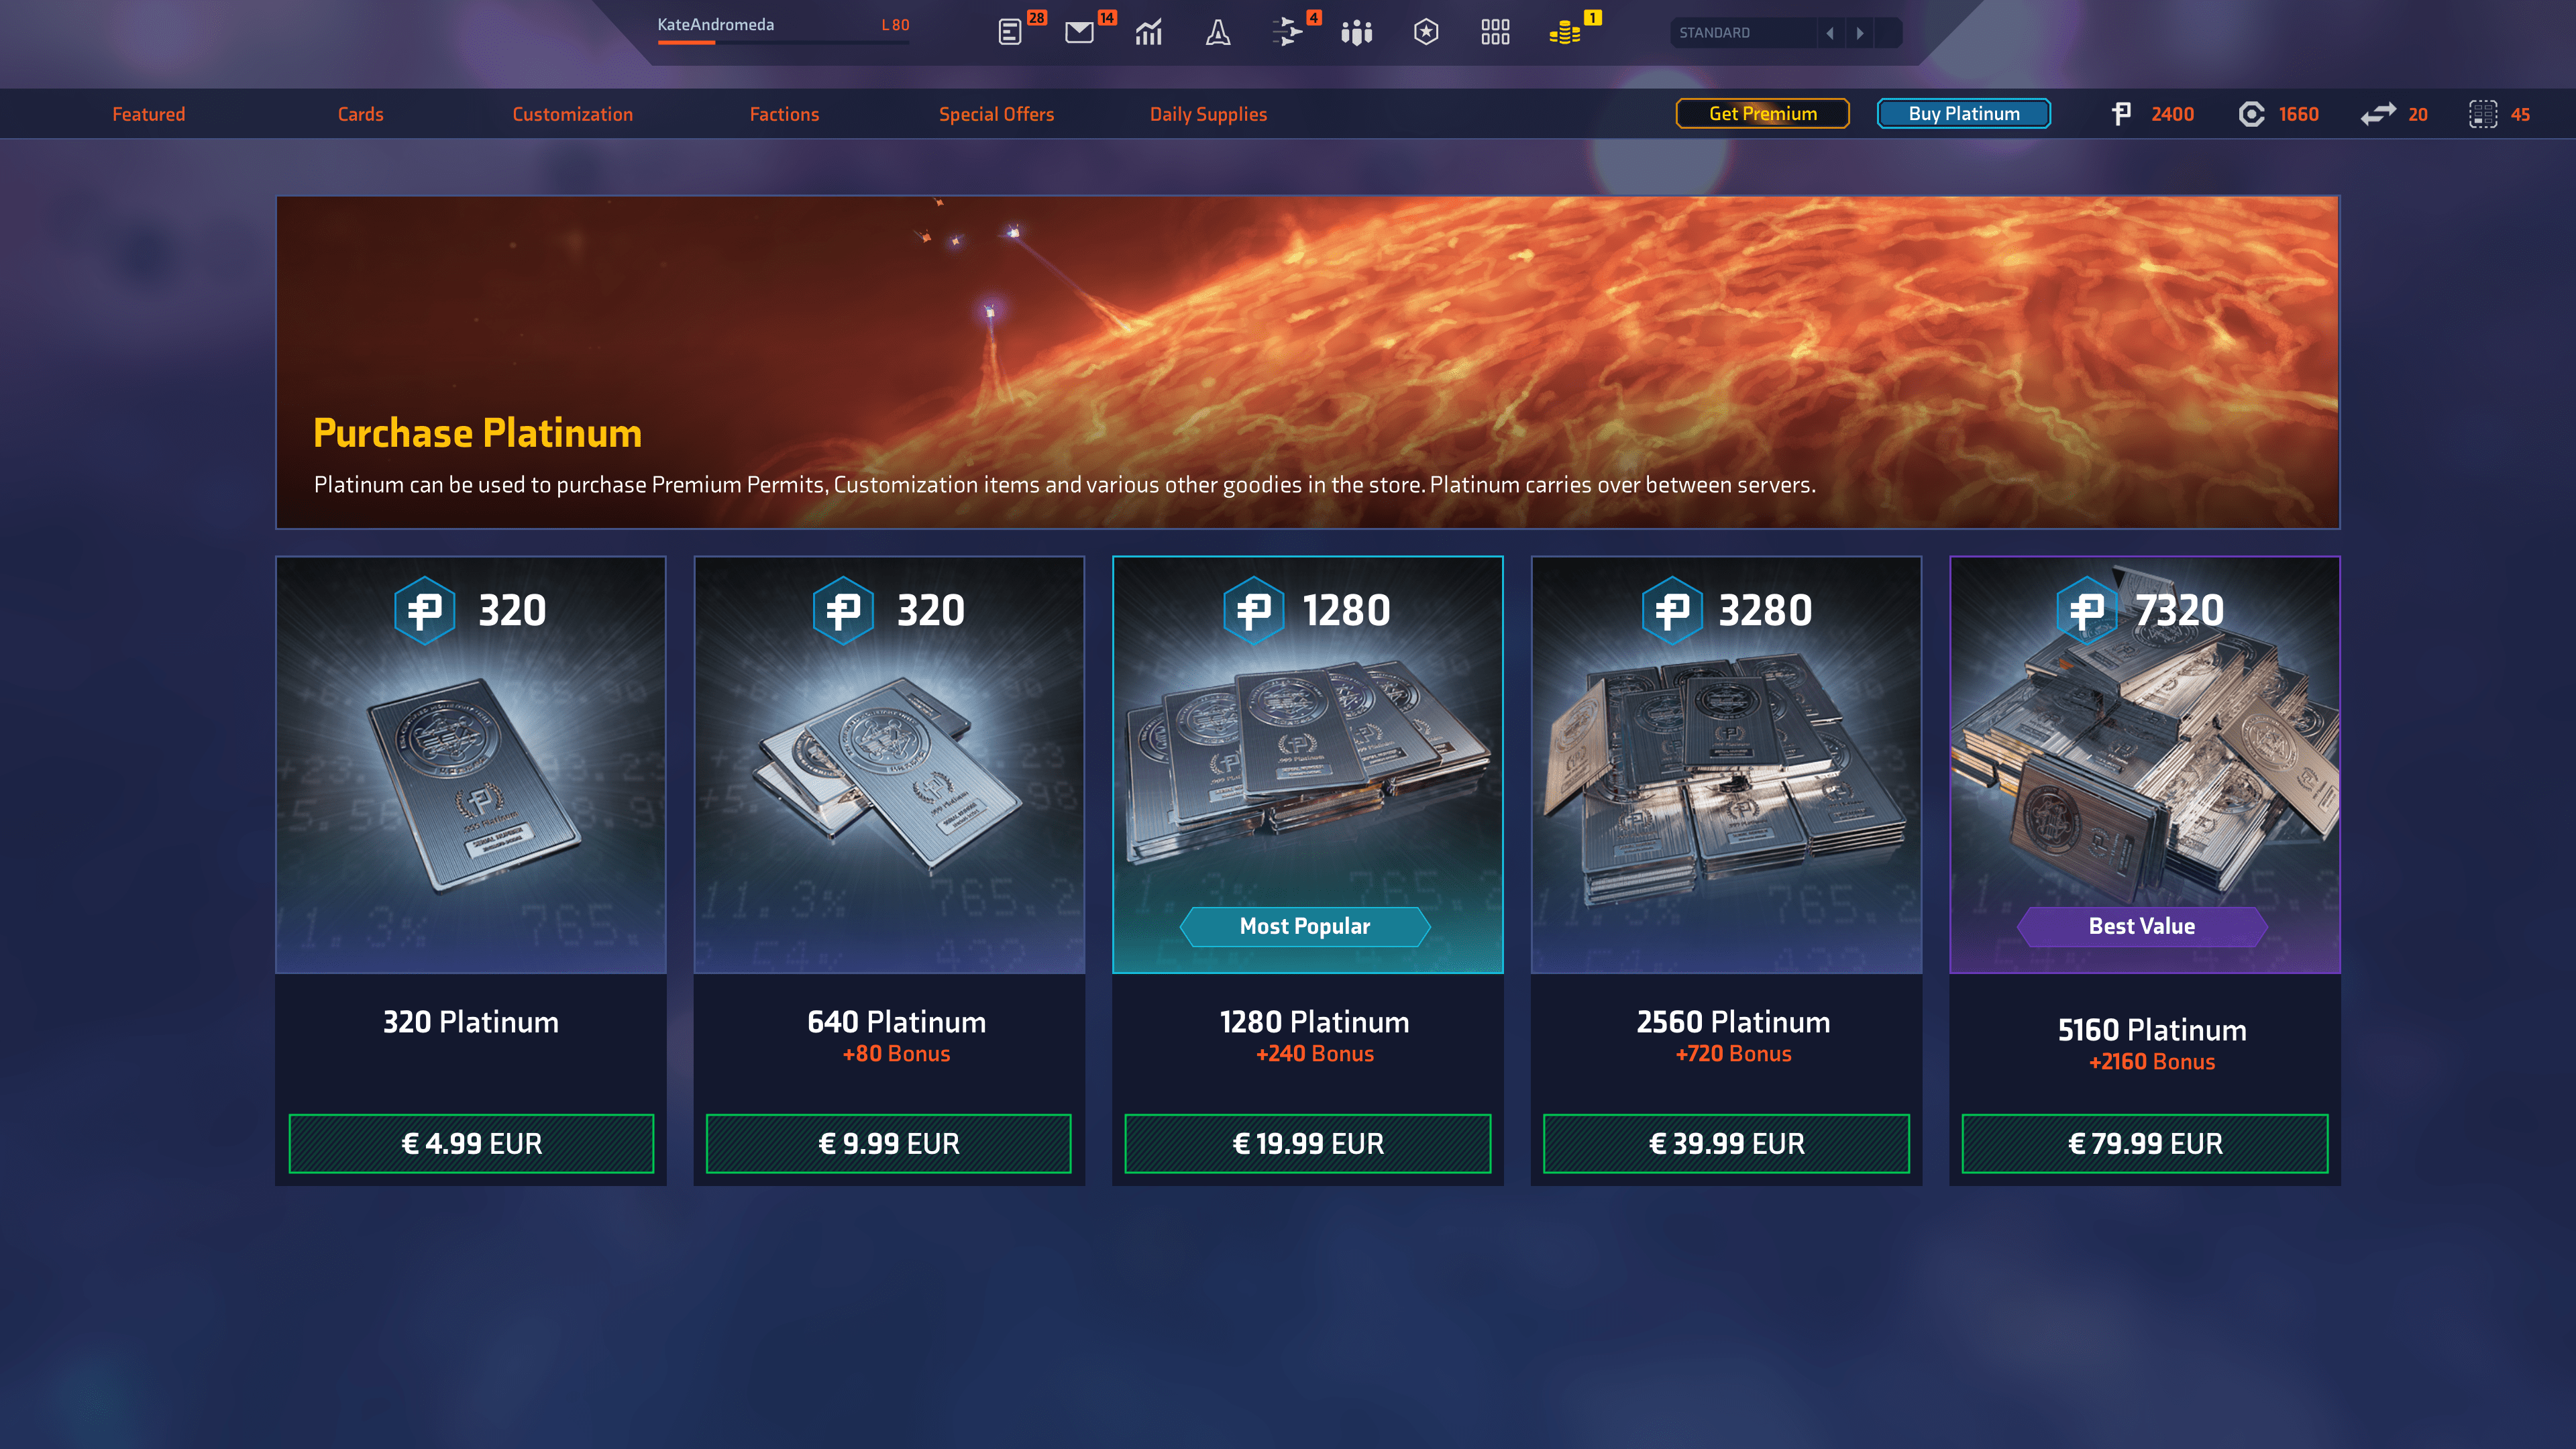 KateAndromeda L 80 28 14 4 1 STANDARD
Featured Cards Customization Factions Special Offers Daily Supplies Get Premium Buy Platinum 2400 1660 20 45
Purchase Platinum
Platinum can be used to purchase Premium Permits, Customization items and various other goodies in the store. Platinum carries over between servers.
320
320 Platinum
€ 4.99 EUR
320
640 Platinum
+80 Bonus
€ 9.99 EUR
1280
Most Popular
1280 Platinum
+240 Bonus
€ 19.99 EUR
3280
2560 Platinum
+720 Bonus
€ 39.99 EUR
7320
Best Value
5160 Platinum
+2160 Bonus
€ 79.99 EUR